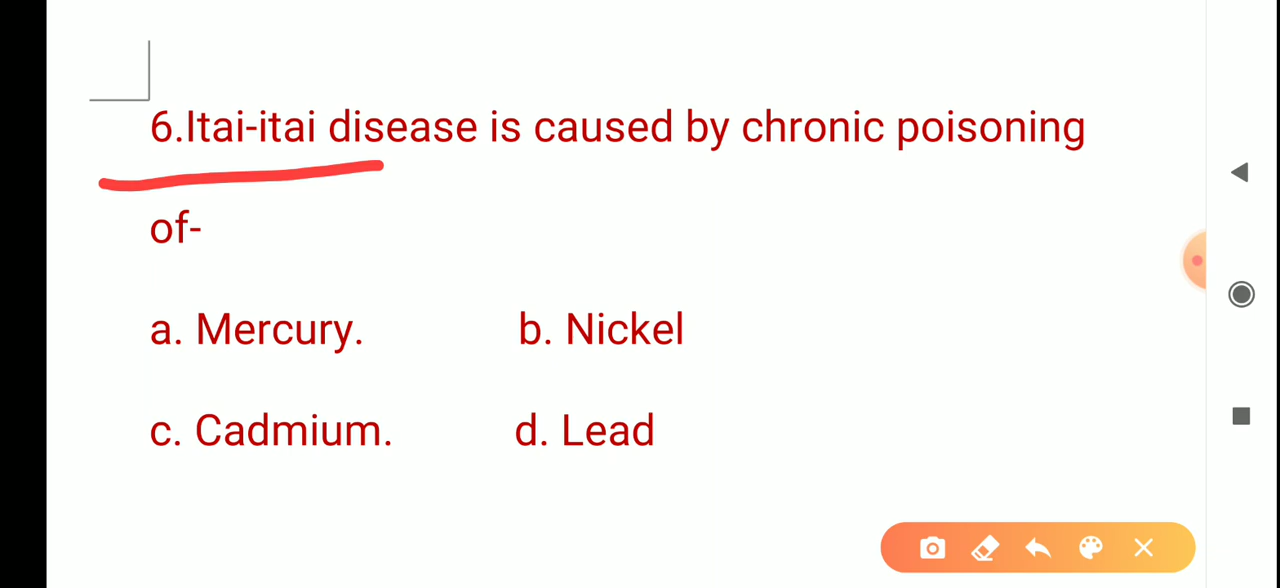 6.Itai-itai disease is caused by chronic poisoning
of-
a. Mercury. b. Nickel
c. Cadmium. d. Lead